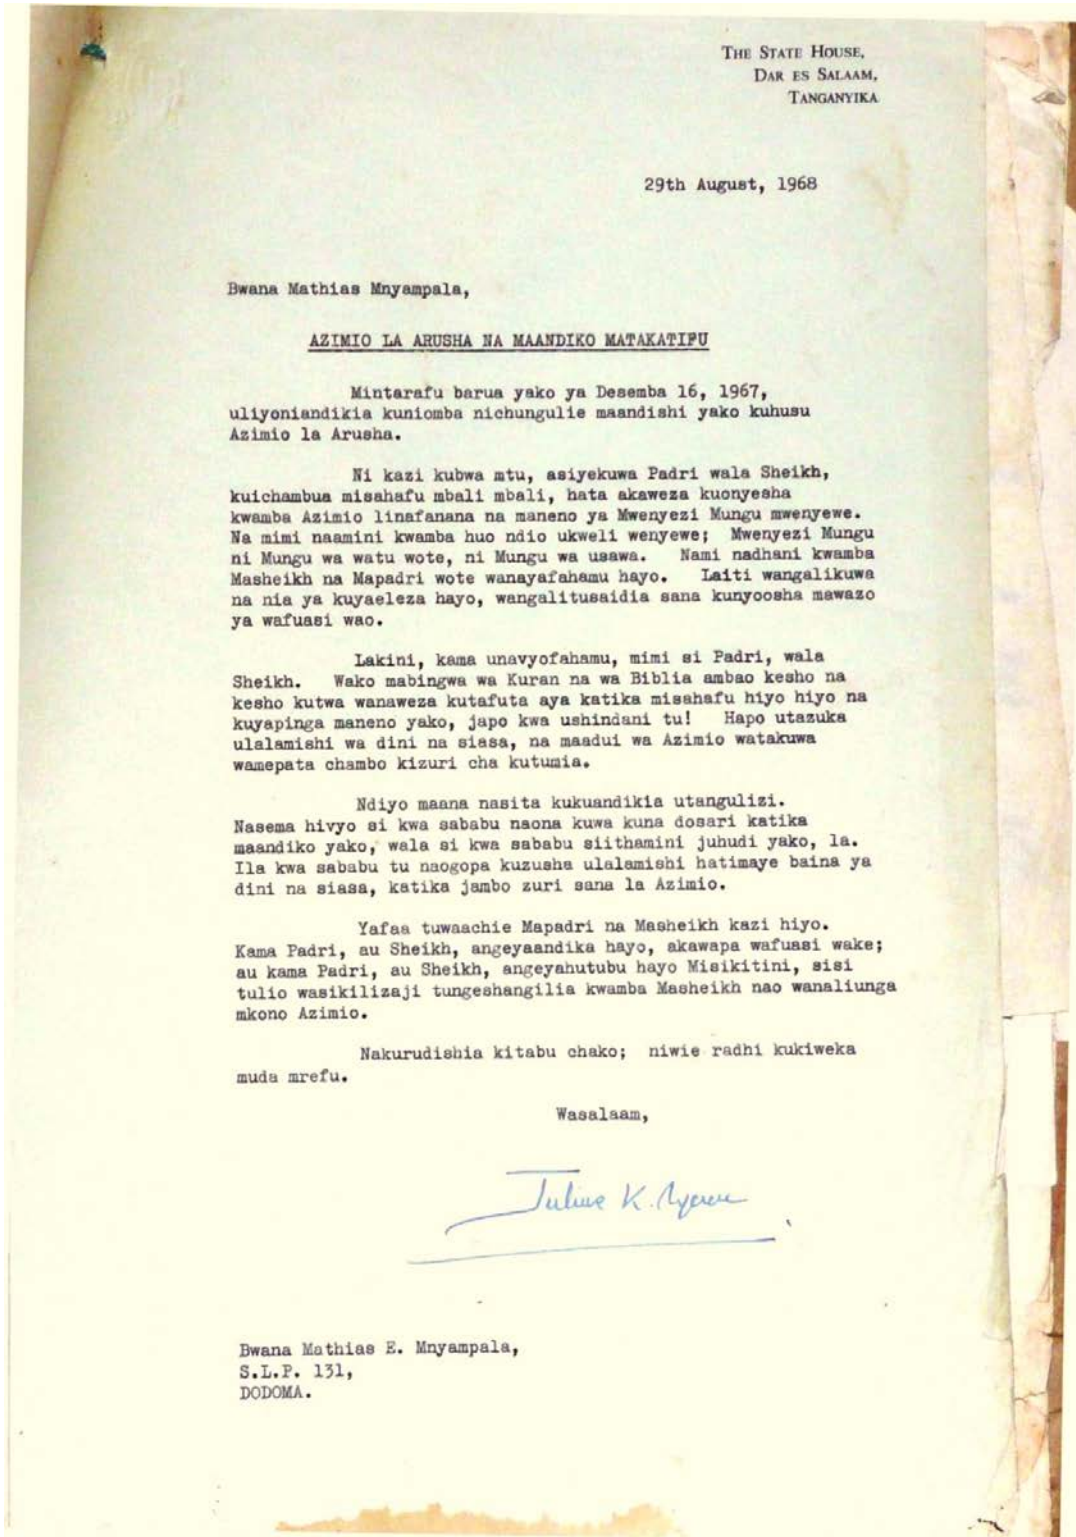 THE STATE HOUSE,
DAR ES SALAAM,
TANGANYIKA
29th August, 1968
Bwana Mathias Mnyampala,
AZIMIO LA ARUSHA NA MAANDIKO MATAKATIFU
Mintarafu barua yako ya Desemba 16, 1967,
uliyoniandikia kuniomba nichungulie maandishi yako kuhusu
Azimio la Arusha.
Ni kazi kubwa mtu, asiyekuwa Padri wala Sheikh,
kuichambua misahafu mbali mbali, hata akaweza kuonyesha
kwamba Azimio linafanana na maneno ya Mwenyezi Mungu mwenyewe.
Na mimi naamini kwamba huo ndio ukweli wenyewe; Mwenyezi Mungu
ni Mungu wa watu wote, ni Mungu wa usawa. Nami nadhani kwamba
Masheikh na Mapadri wote wanayafahamu hayo. Laiti wangalikuwa
na nia ya kuyaeleza hayo, wangalitusaidia sana kunyoosha mawazo
ya wafuasi wao.
Lakini, kama unavyofahamu, mimi si Padri, wala
Sheikh. Wako mabingwa wa Kuran na wa Biblia ambao kesho na
kesho kutwa wanaweza kutafuta aya katika misahafu hiyo hiyo na
kuyapinga maneno yako, japo kwa ushindani tu! Hapo utazuka
ulalamishi wa dini na siasa, na maadui wa Azimio watakuwa
wamepata chambo kizuri cha kutumia.
Ndiyo maana nasita kukuandikia utangulizi.
Nasema hivyo si kwa sababu naona kuwa kuna dosari katika
maandiko yako, wala si kwa sababu siithamini juhudi yako, la.
Ila kwa sababu tu naogopa kuzusha ulalamishi hatimaye baina ya
dini na siasa, katika jambo zuri sana la Azimio.
Yafaa tuwaachie Mapadri na Masheikh kazi hiyo.
Kama Padri, au Sheikh, angeyaandika hayo, akawapa wafuasi wake;
au kama Padri, au Sheikh, angeyahutubu hayo Misikitini, sisi
tulio wasikilizaji tungeshangilia kwamba Masheikh nao wanaliunga
mkono Azimio.
Nakurudishia kitabu chako; niwie radhi kukiweka
muda mrefu.
Wasalaam,
Julius K. Nyerere
Bwana Mathias E. Mnyampala,
S.L.P. 131,
DODOMA.